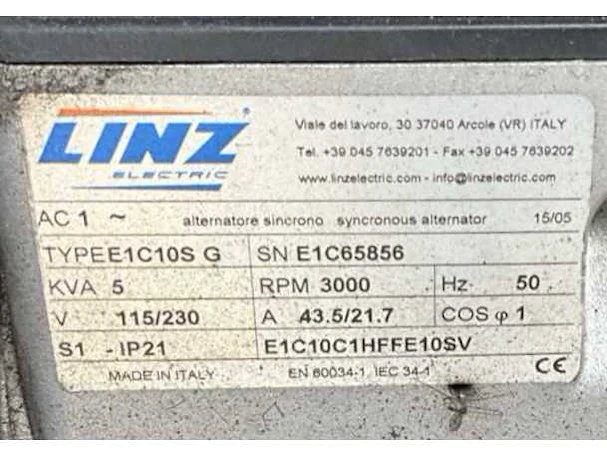 LINZ ®
ELECTRIC
Viale del lavoro, 30 37040 Arcole (VR) ITALY
Tel. +39 045 7639201 - Fax +39 045 7639202
www.linzelectric.com - info@linzelectric.com
AC 1 ~ alternatore sincrono syncronous alternator 15/05
TYPE E1C10S G SN E1C65856
KVA 5 RPM 3000 Hz 50
V 115/230 A 43.5/21.7 COS φ 1
S1 - IP21 E1C10C1HFFE10SV
MADE IN ITALY EN 60034-1, IEC 34-1 CE